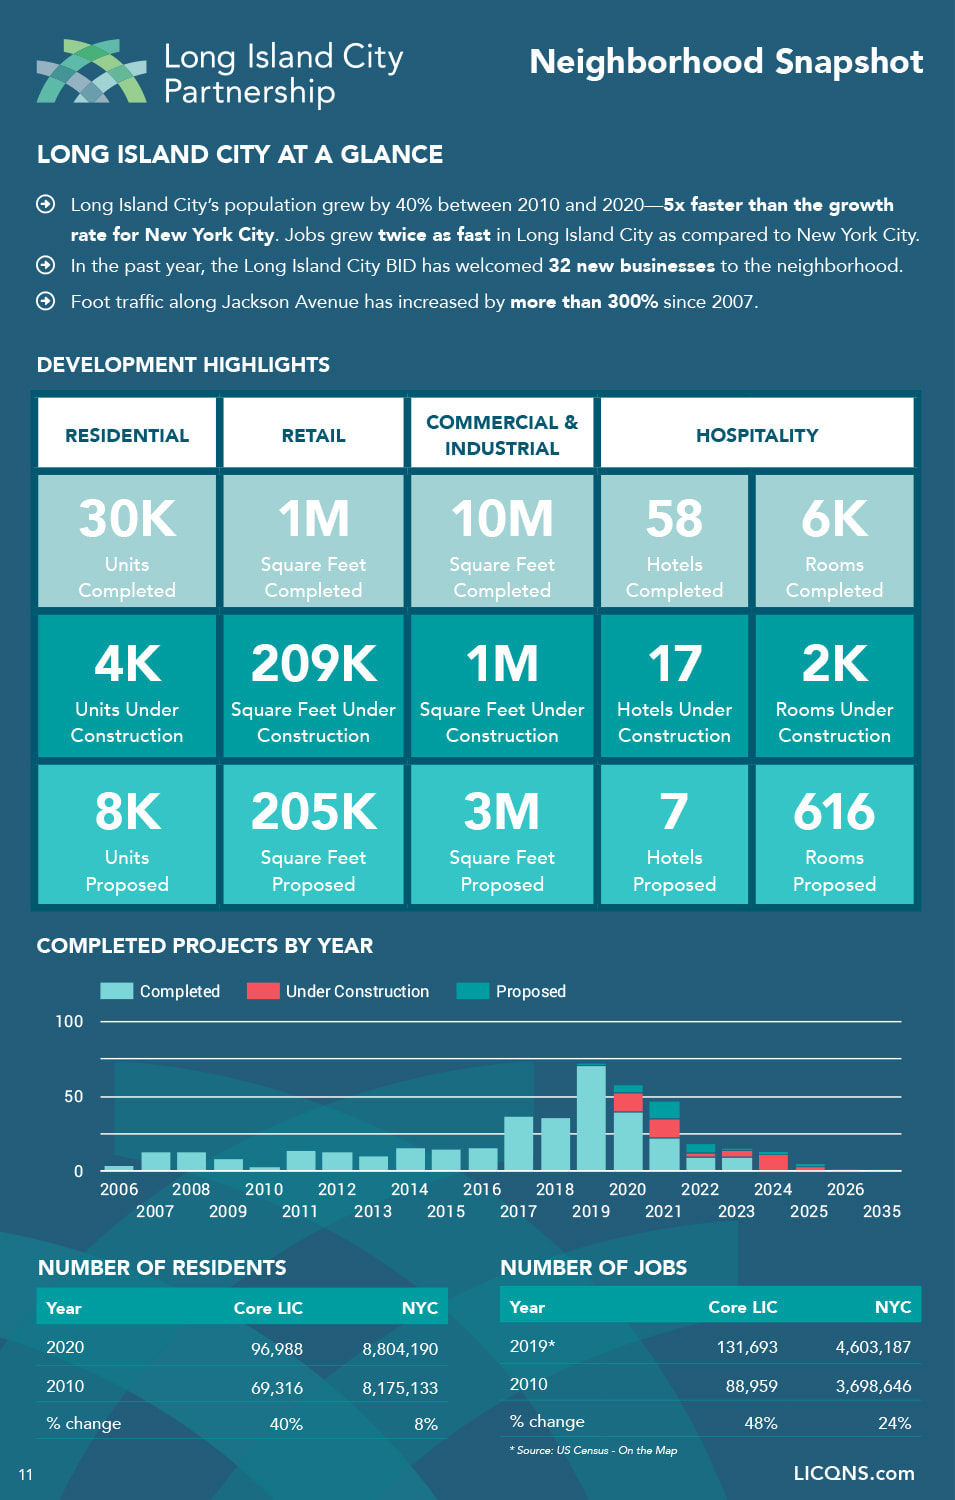 Long Island City
Partnership
Neighborhood Snapshot
LONG ISLAND CITY AT A GLANCE
Long Island City’s population grew by 40% between 2010 and 2020—5x faster than the growth
rate for New York City. Jobs grew twice as fast in Long Island City as compared to New York City.
In the past year, the Long Island City BID has welcomed 32 new businesses to the neighborhood.
Foot traffic along Jackson Avenue has increased by more than 300% since 2007.
DEVELOPMENT HIGHLIGHTS
RESIDENTIAL RETAIL COMMERCIAL & INDUSTRIAL HOSPITALITY
30K 1M 10M 58 6K
Units Square Feet Square Feet Hotels Rooms
Completed Completed Completed Completed Completed
4K 209K 1M 17 2K
Units Under Square Feet Under Square Feet Under Hotels Under Rooms Under
Construction Construction Construction Construction Construction
8K 205K 3M 7 616
Units Square Feet Square Feet Hotels Rooms
Proposed Proposed Proposed Proposed Proposed
COMPLETED PROJECTS BY YEAR
Completed Under Construction Proposed
100
50
0
2006 2008 2010 2012 2014 2016 2018 2020 2022 2024 2026
2007 2009 2011 2013 2015 2017 2019 2021 2023 2025 2035
NUMBER OF RESIDENTS
Year Core LIC NYC
2020 96,988 8,804,190
2010 69,316 8,175,133
% change 40% 8%
NUMBER OF JOBS
Year Core LIC NYC
2019* 131,693 4,603,187
2010 88,959 3,698,646
% change 48% 24%
* Source: US Census - On the Map
11
LICQNS.com